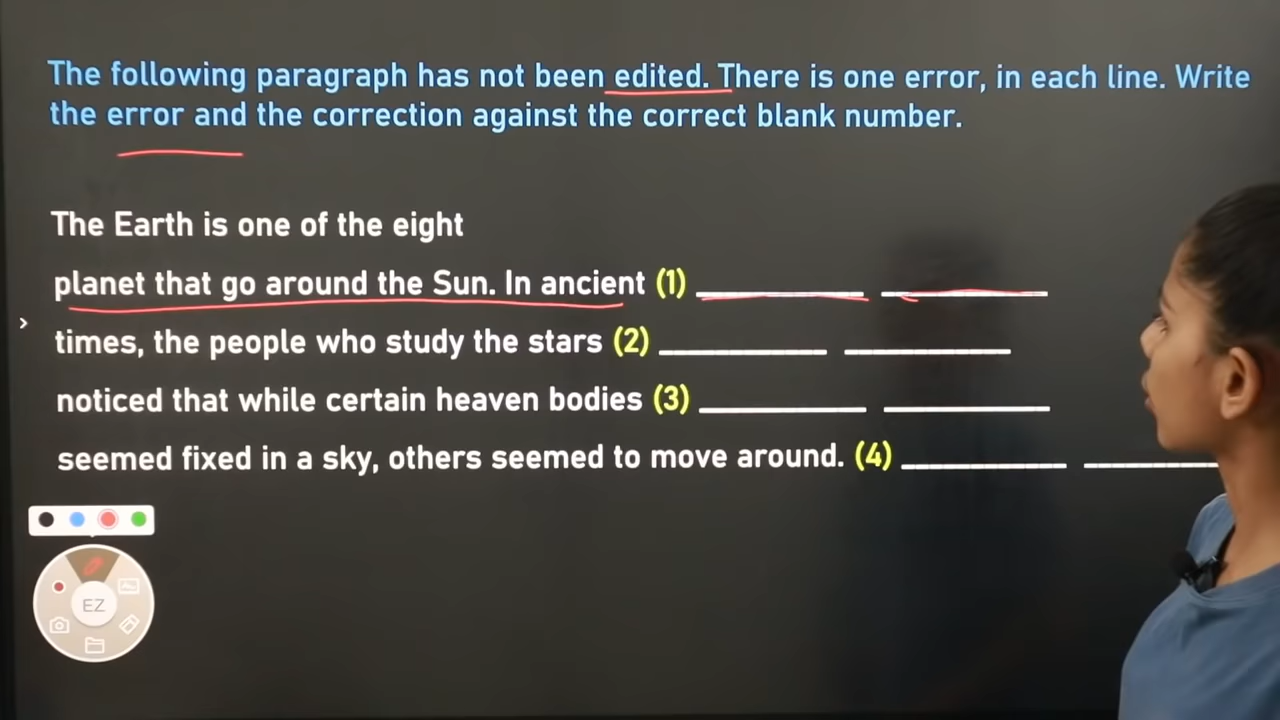 The following paragraph has not been edited. There is one error, in each line. Write
the error and the correction against the correct blank number.
The Earth is one of the eight
planet that go around the Sun. In ancient (1)
times, the people who study the stars (2)
noticed that while certain heaven bodies (3)
seemed fixed in a sky, others seemed to move around. (4)
EZ